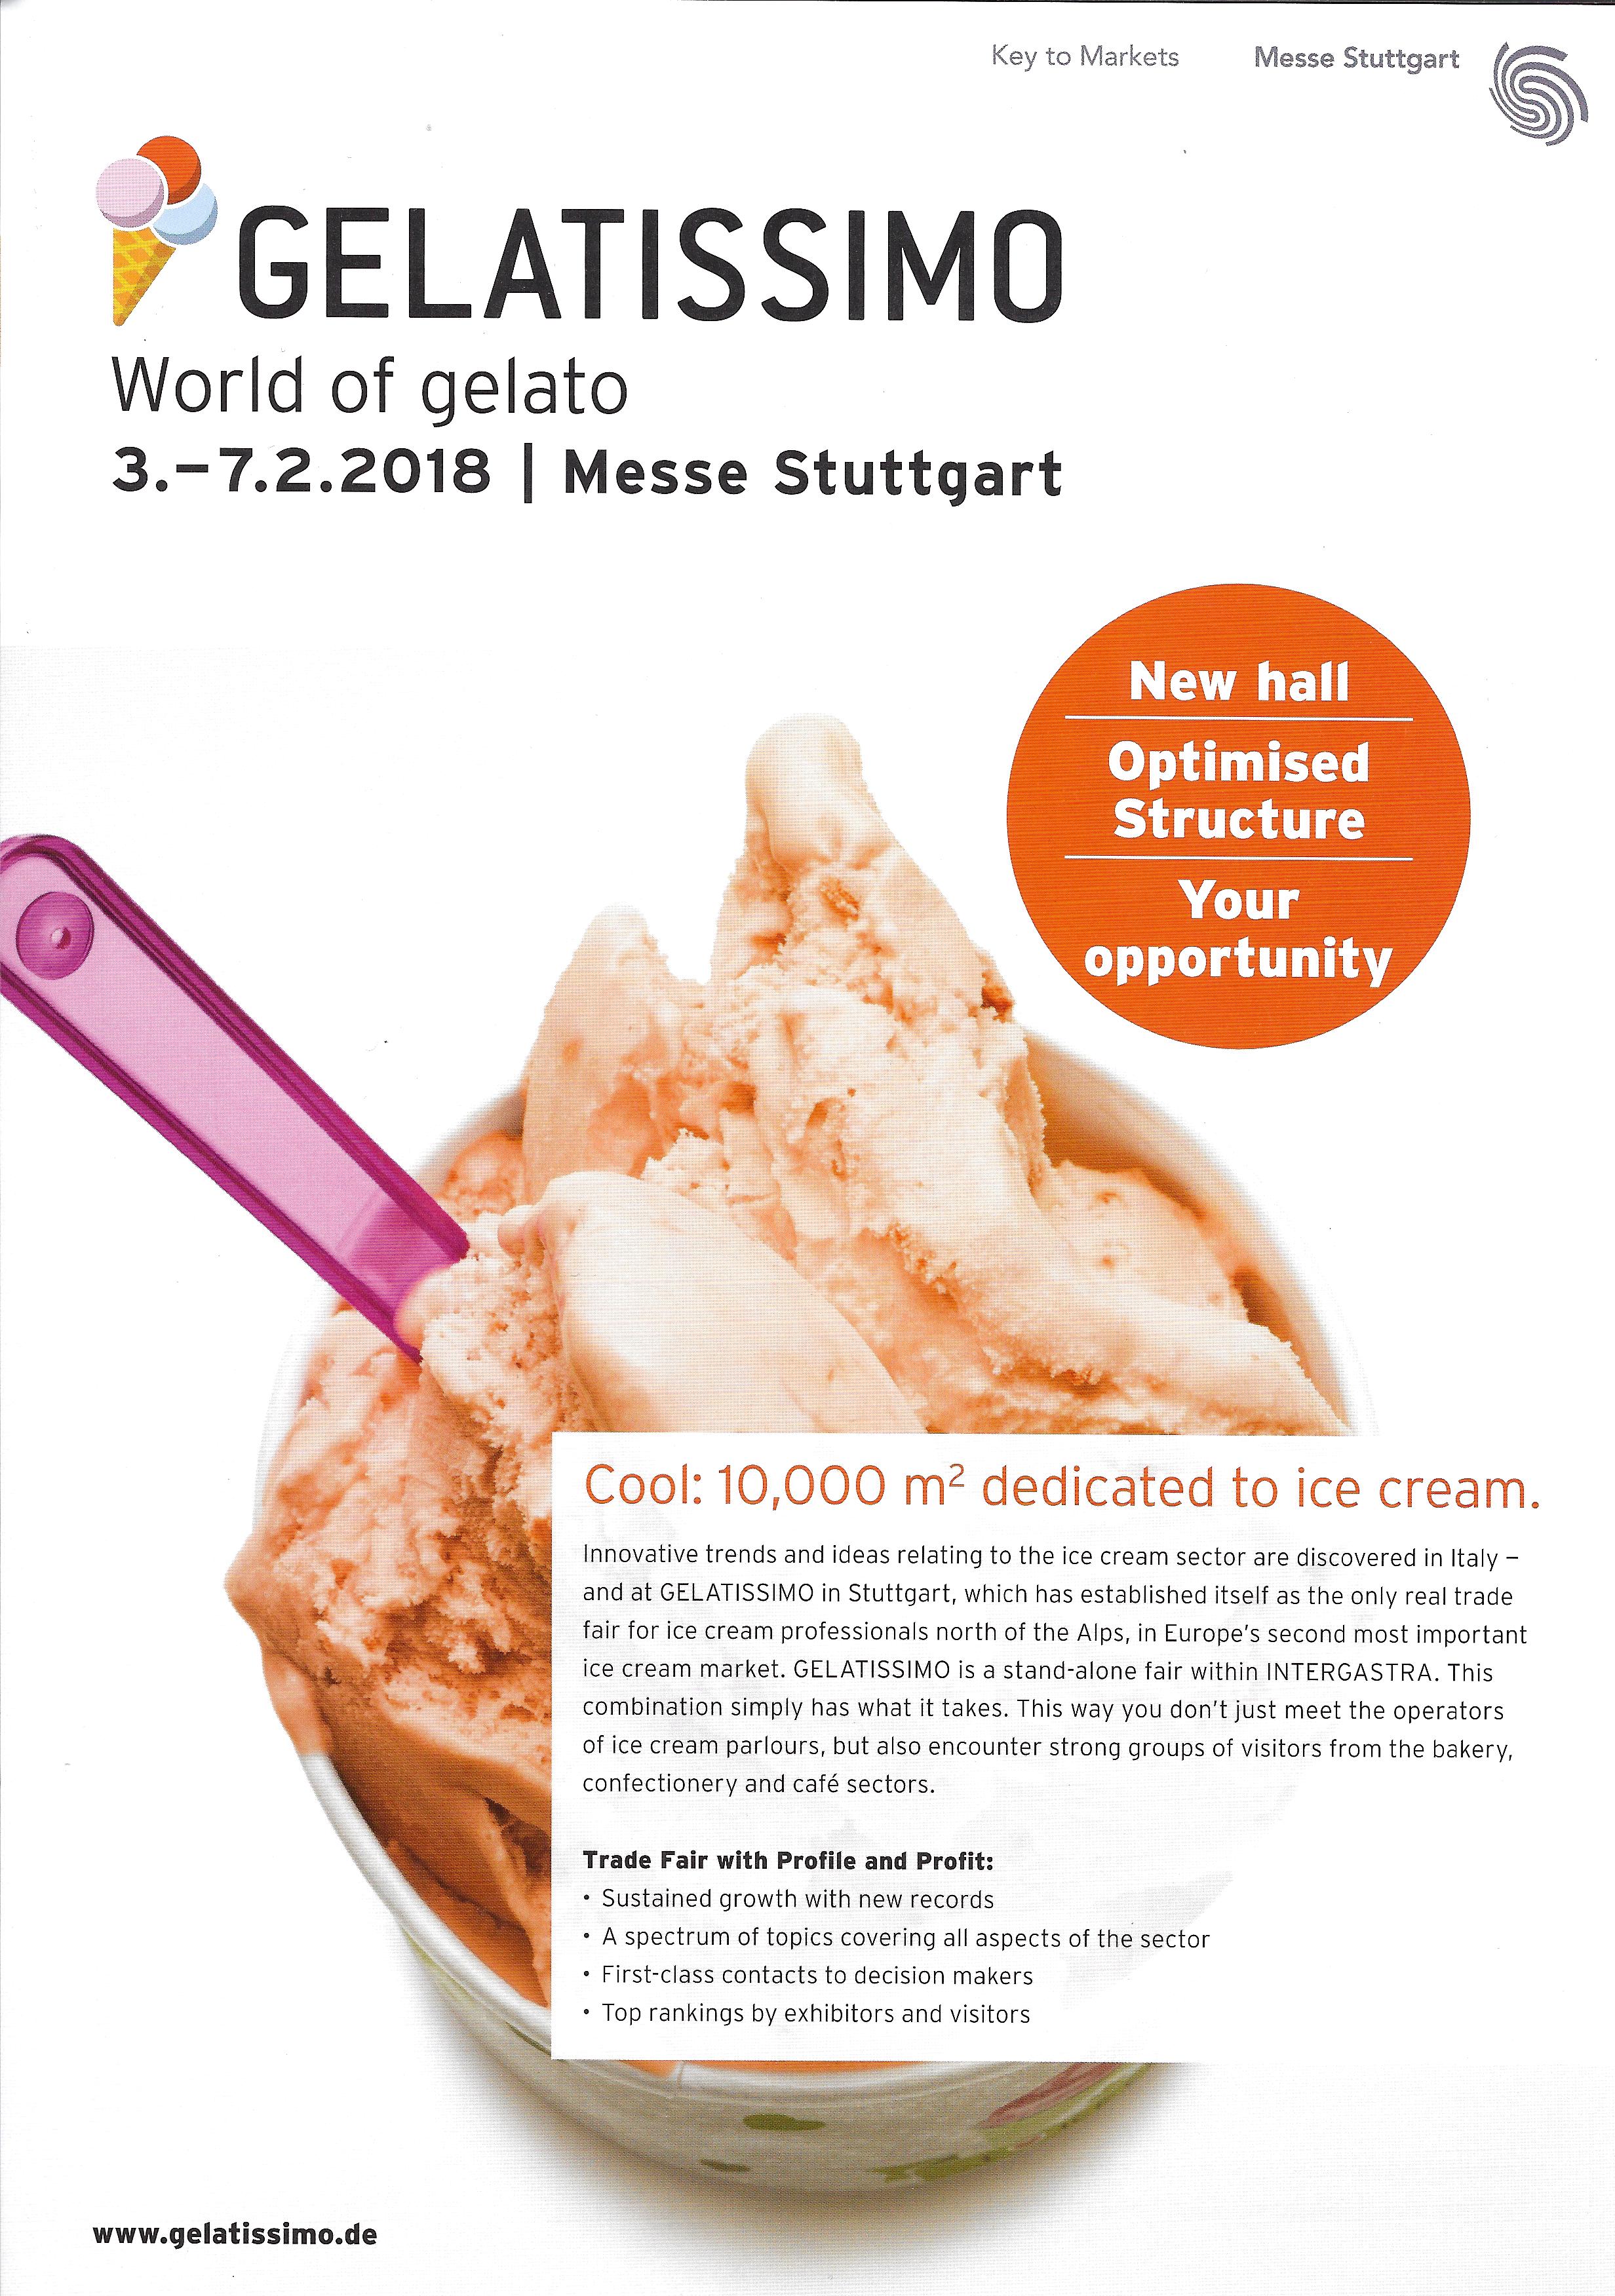 Key to Markets Messe Stuttgart
GELATISSIMO
World of gelato
3.–7.2.2018 | Messe Stuttgart
New hall
Optimised
Structure
Your
opportunity
Cool: 10,000 m² dedicated to ice cream.
Innovative trends and ideas relating to the ice cream sector are discovered in Italy –
and at GELATISSIMO in Stuttgart, which has established itself as the only real trade
fair for ice cream professionals north of the Alps, in Europe's second most important
ice cream market. GELATISSIMO is a stand-alone fair within INTERGASTRA. This
combination simply has what it takes. This way you don't just meet the operators
of ice cream parlours, but also encounter strong groups of visitors from the bakery,
confectionery and café sectors.
Trade Fair with Profile and Profit:
• Sustained growth with new records
• A spectrum of topics covering all aspects of the sector
• First-class contacts to decision makers
• Top rankings by exhibitors and visitors
www.gelatissimo.de